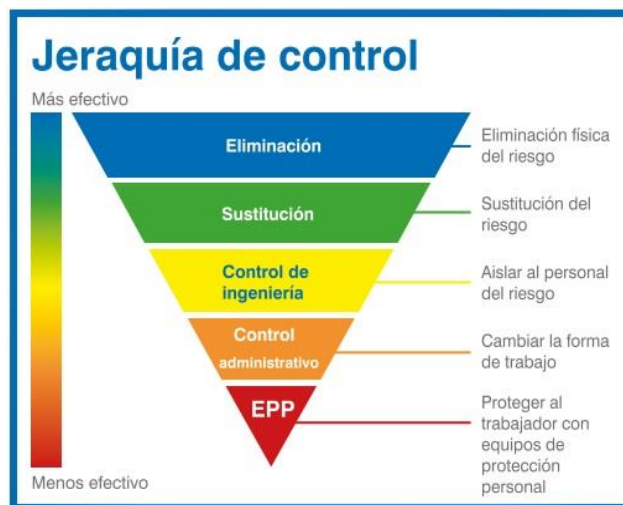 Jeraquía de control
Más efectivo
Eliminación
Eliminación física
del riesgo
Sustitución
Sustitución del
riesgo
Control de
ingeniería
Aislar al personal
del riesgo
Control
administrativo
Cambiar la forma
de trabajo
EPP
Proteger al
trabajador con
equipos de
protección
personal
Menos efectivo